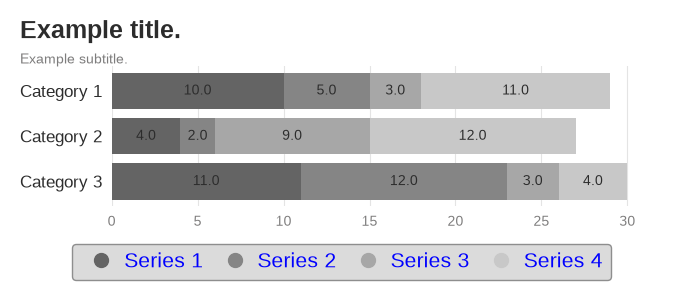 Example title.
Example subtitle.
Category 1 10.0 5.0 3.0 11.0
Category 2 4.0 2.0 9.0 12.0
Category 3 11.0 12.0 3.0 4.0
0 5 10 15 20 25 30
Series 1 Series 2 Series 3 Series 4